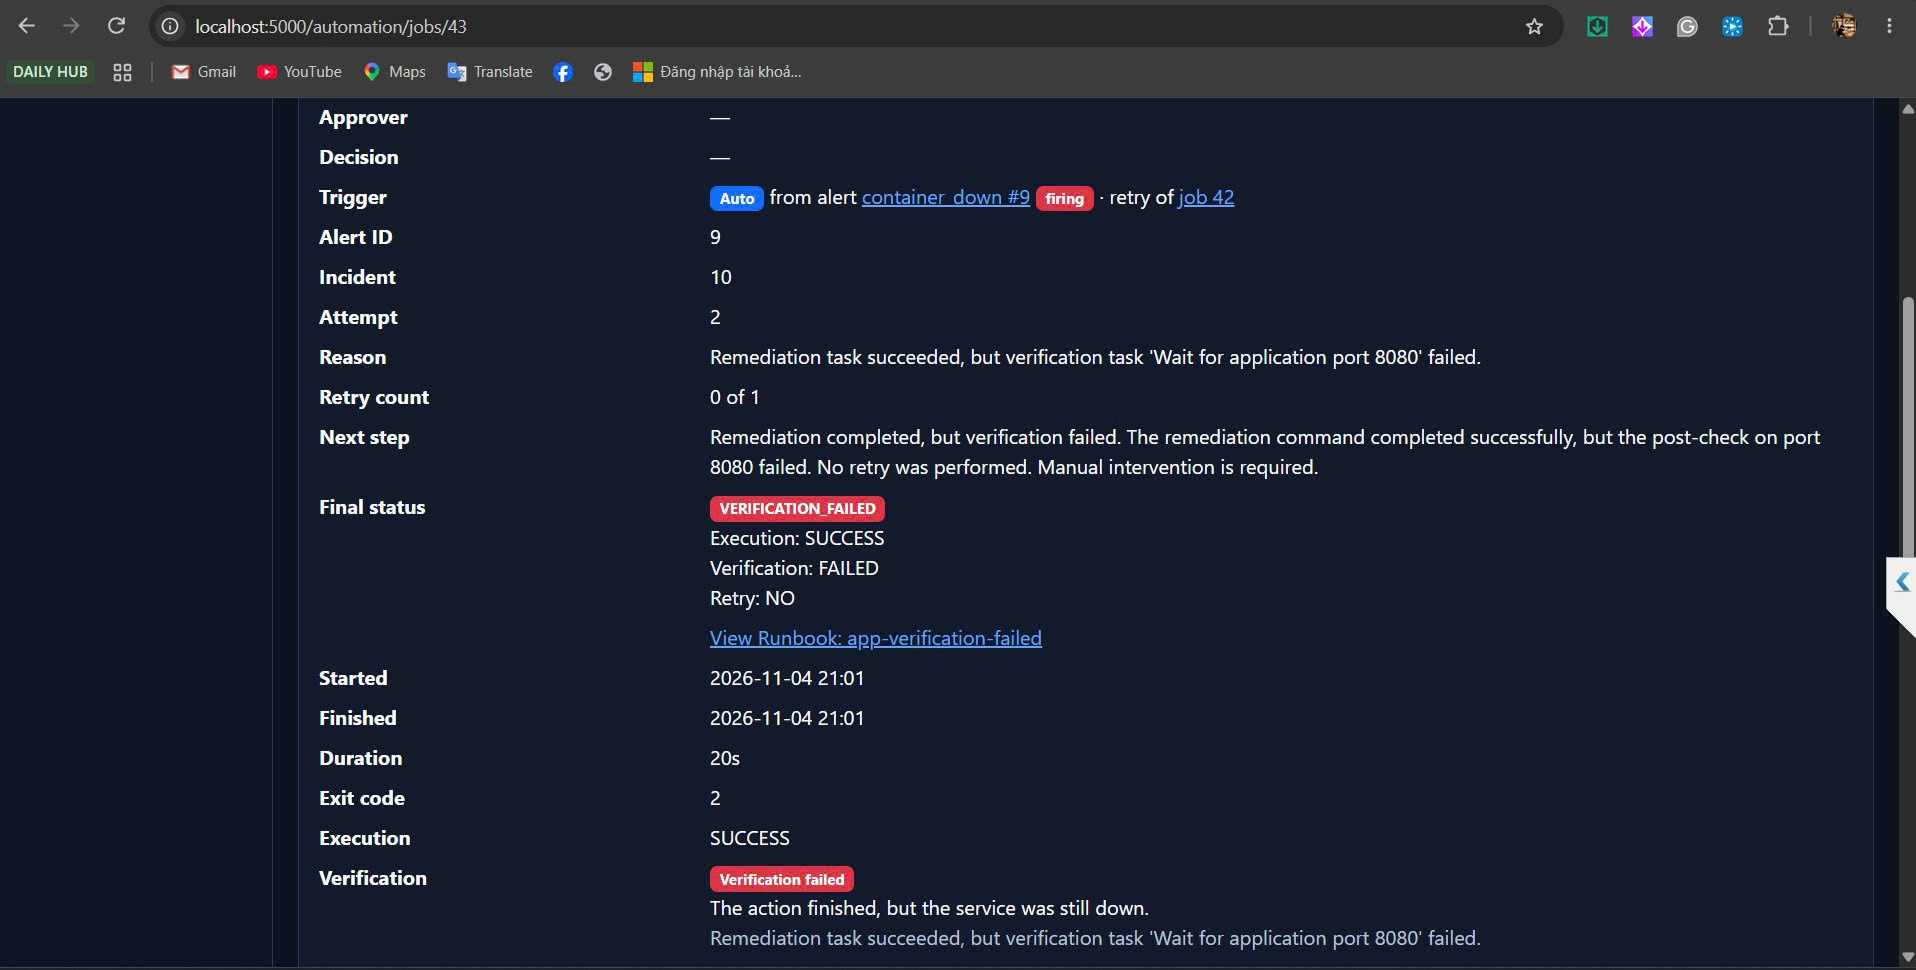 localhost:5000/automation/jobs/43
DAILY HUB Gmail YouTube Maps Translate Đăng nhập tài khoả...
Approver —
Decision —
Trigger Auto from alert container_down #9 firing · retry of job 42
Alert ID 9
Incident 10
Attempt 2
Reason Remediation task succeeded, but verification task 'Wait for application port 8080' failed.
Retry count 0 of 1
Next step Remediation completed, but verification failed. The remediation command completed successfully, but the post-check on port
8080 failed. No retry was performed. Manual intervention is required.
Final status VERIFICATION_FAILED
Execution: SUCCESS
Verification: FAILED
Retry: NO
View Runbook: app-verification-failed
Started 2026-11-04 21:01
Finished 2026-11-04 21:01
Duration 20s
Exit code 2
Execution SUCCESS
Verification Verification failed
The action finished, but the service was still down.
Remediation task succeeded, but verification task 'Wait for application port 8080' failed.